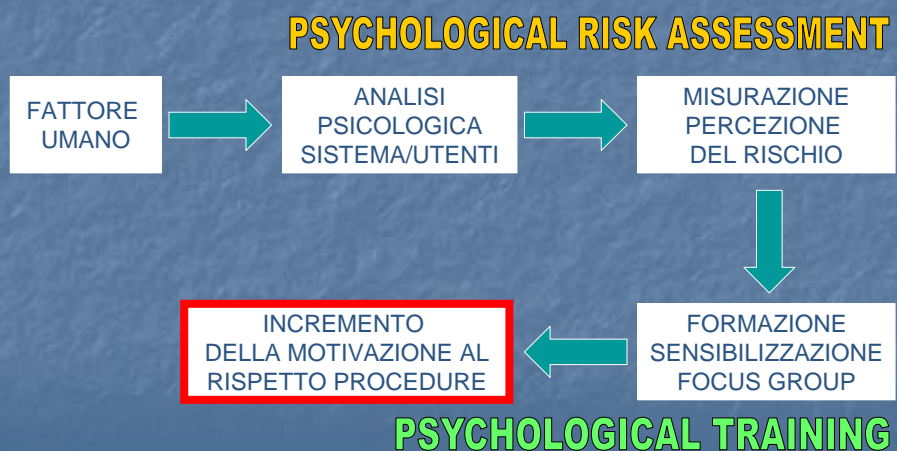 PSYCHOLOGICAL RISK ASSESSMENT
FATTORE
UMANO
ANALISI
PSICOLOGICA
SISTEMA/UTENTI
MISURAZIONE
PERCEZIONE
DEL RISCHIO
FORMAZIONE
SENSIBILIZZAZIONE
FOCUS GROUP
INCREMENTO
DELLA MOTIVAZIONE AL
RISPETTO PROCEDURE
PSYCHOLOGICAL TRAINING